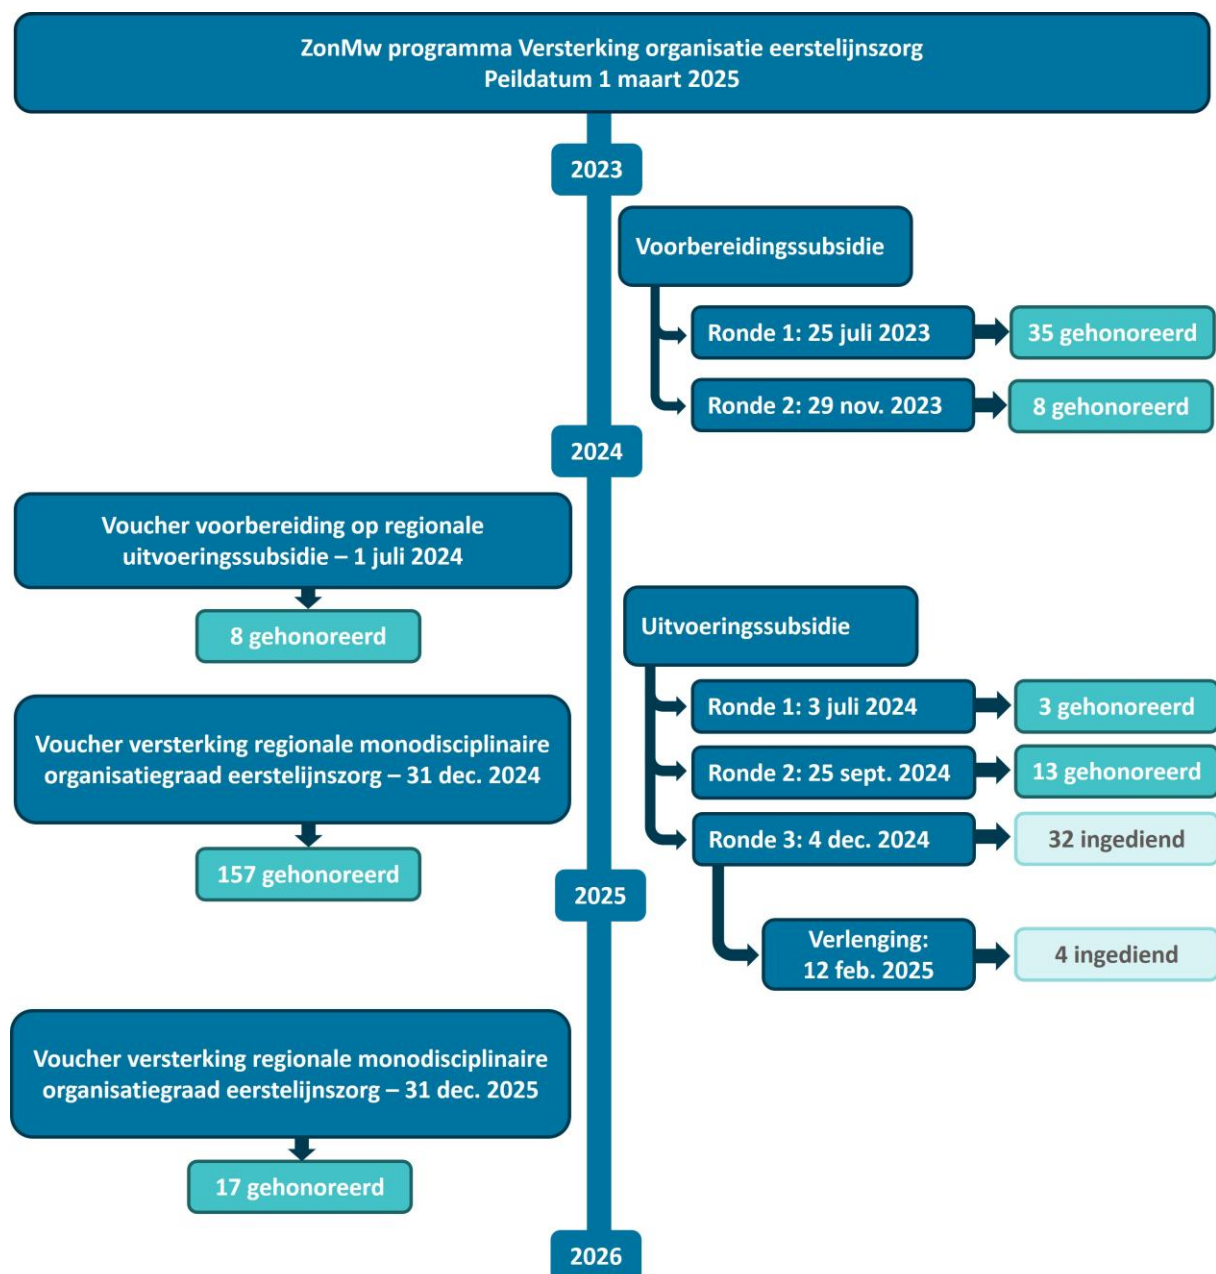 ZonMw programma Versterking organisatie eerstelijnszorg
Peildatum 1 maart 2025
2023
Voorbereidingssubsidie
Ronde 1: 25 juli 2023
35 gehonoreerd
Ronde 2: 29 nov. 2023
8 gehonoreerd
2024
Voucher voorbereiding op regionale
uitvoeringssubsidie – 1 juli 2024
8 gehonoreerd
Uitvoeringssubsidie
Ronde 1: 3 juli 2024
3 gehonoreerd
Ronde 2: 25 sept. 2024
13 gehonoreerd
Ronde 3: 4 dec. 2024
32 ingediend
Voucher versterking regionale monodisciplinaire
organisatiegraad eerstelijnszorg – 31 dec. 2024
157 gehonoreerd
2025
Verlenging:
12 feb. 2025
4 ingediend
Voucher versterking regionale monodisciplinaire
organisatiegraad eerstelijnszorg – 31 dec. 2025
17 gehonoreerd
2026